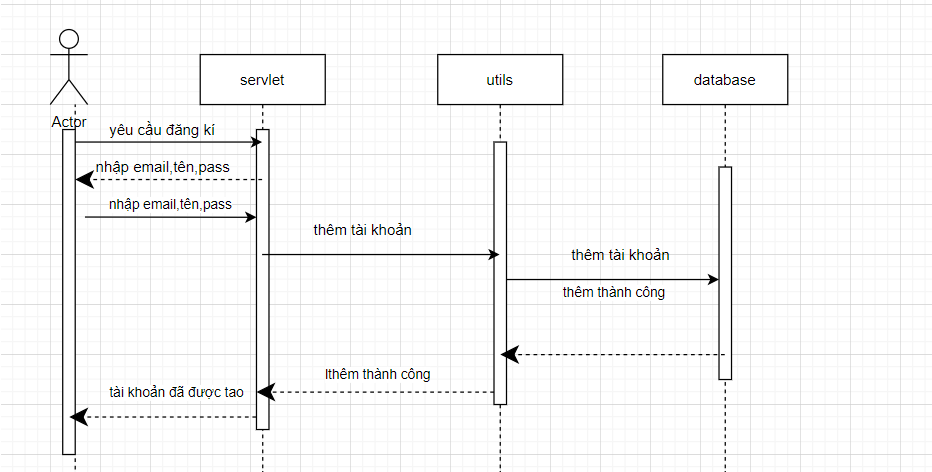 servlet
utils
database
Actor
yêu cầu đăng kí
nhập email,tên,pass
nhập email,tên,pass
thêm tài khoản
thêm tài khoản
thêm thành công
lthêm thành công
tài khoản đã được tao